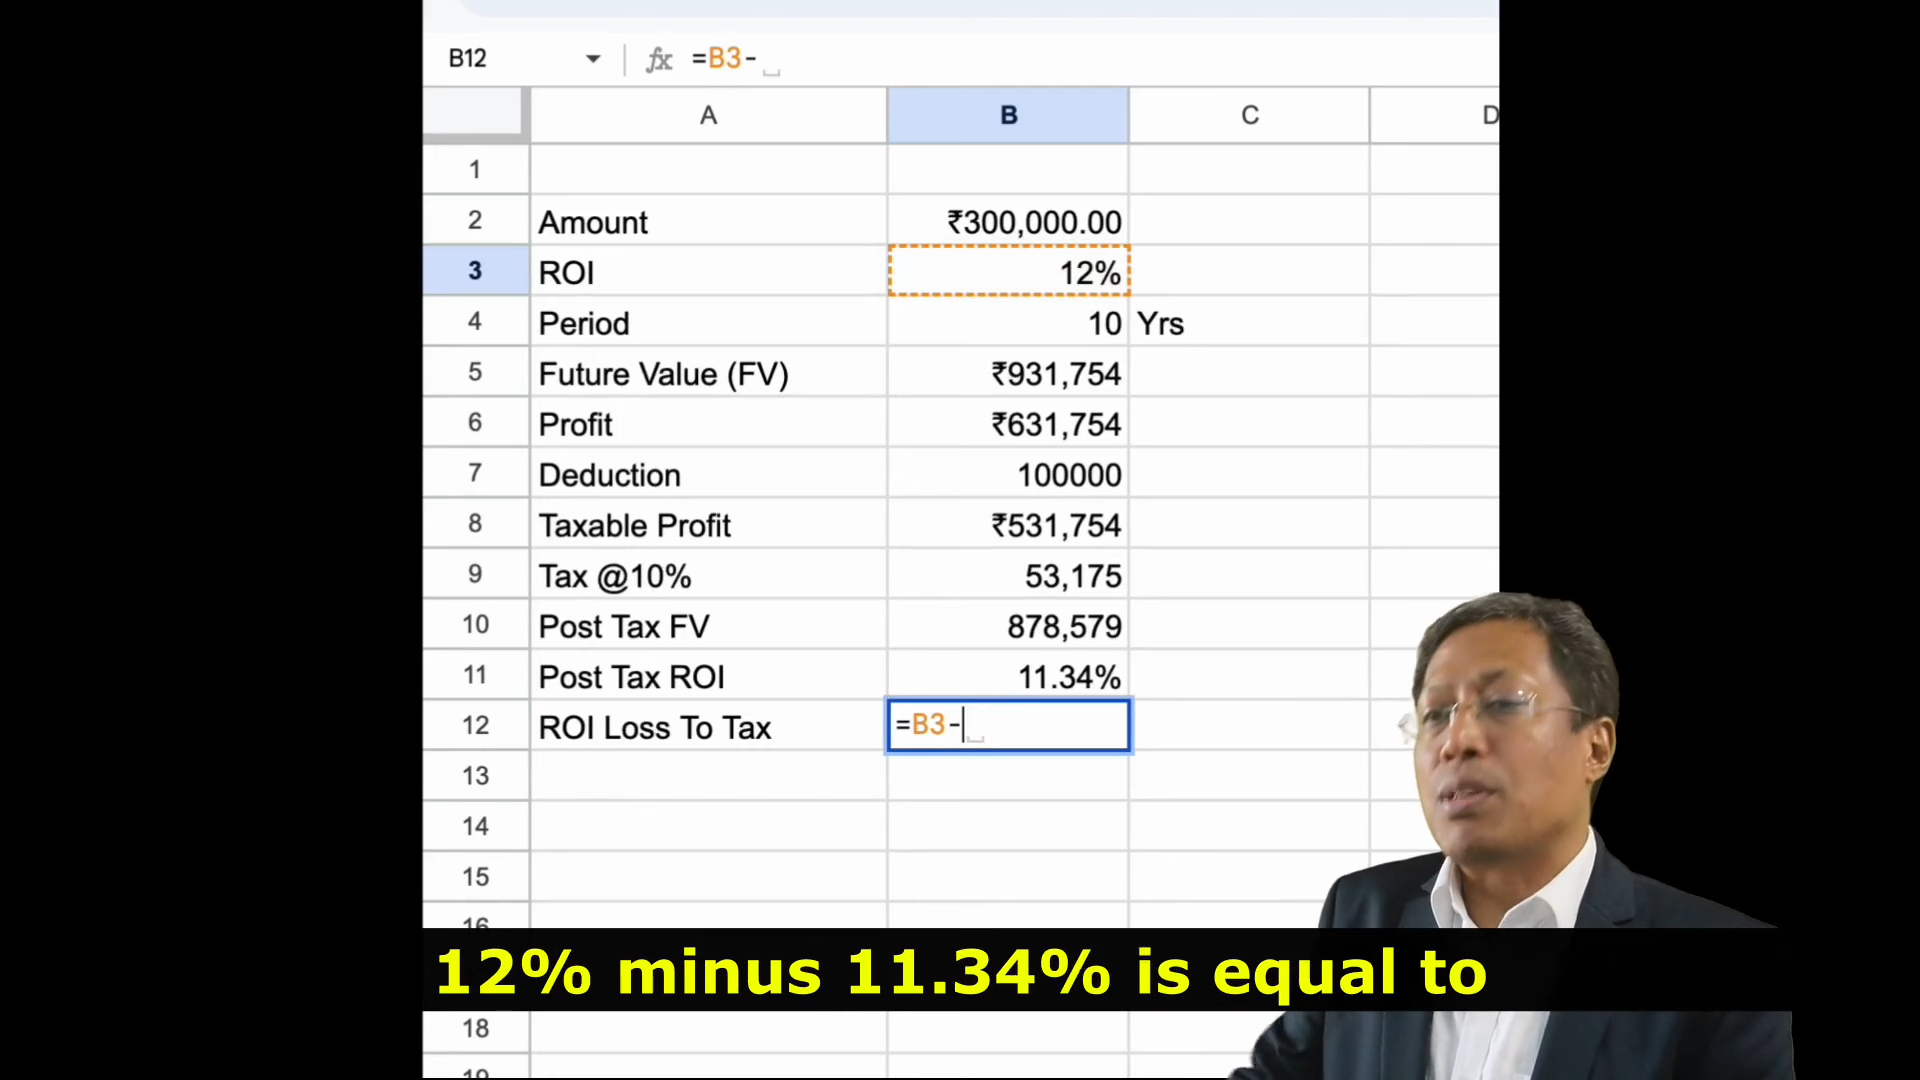 B12 fx =B3-
A B C D
1
2 Amount ₹300,000.00
3 ROI 12%
4 Period 10 Yrs
5 Future Value (FV) ₹931,754
6 Profit ₹631,754
7 Deduction 100000
8 Taxable Profit ₹531,754
9 Tax @10% 53,175
10 Post Tax FV 878,579
11 Post Tax ROI 11.34%
12 ROI Loss To Tax =B3-
13
14
15
16
12% minus 11.34% is equal to
18
19